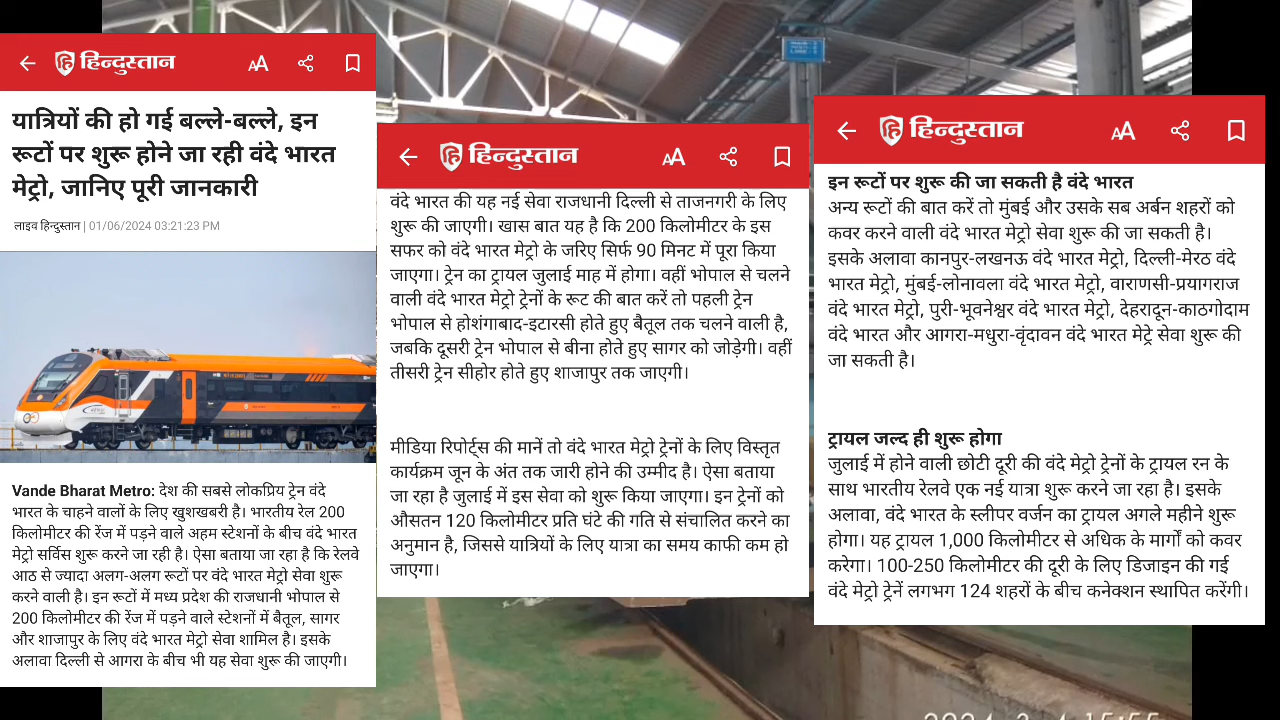 हिन्दुस्तान
AA
यात्रियों की हो गई बल्ले-बल्ले, इन
रूटों पर शुरू होने जा रही वंदे भारत
मेट्रो, जानिए पूरी जानकारी
लाइव हिन्दुस्तान | 01/06/2024 03:21:23 PM
Vande Bharat Metro: देश की सबसे लोकप्रिय ट्रेन वंदे
भारत के चाहने वालों के लिए खुशखबरी है। भारतीय रेल 200
किलोमीटर की रेंज में पड़ने वाले अहम स्टेशनों के बीच वंदे भारत
मेट्रो सर्विस शुरू करने जा रही है। ऐसा बताया जा रहा है कि रेलवे
आठ से ज्यादा अलग-अलग रूटों पर वंदे भारत मेट्रो सेवा शुरू
करने वाली है। इन रूटों में मध्य प्रदेश की राजधानी भोपाल से
200 किलोमीटर की रेंज में पड़ने वाले स्टेशनों में बैतूल, सागर
और शाजापुर के लिए वंदे भारत मेट्रो सेवा शामिल है। इसके
अलावा दिल्ली से आगरा के बीच भी यह सेवा शुरू की जाएगी।
हिन्दुस्तान
AA
वंदे भारत की यह नई सेवा राजधानी दिल्ली से ताजनगरी के लिए
शुरू की जाएगी। खास बात यह है कि 200 किलोमीटर के इस
सफर को वंदे भारत मेट्रो के जरिए सिर्फ 90 मिनट में पूरा किया
जाएगा। ट्रेन का ट्रायल जुलाई माह में होगा। वहीं भोपाल से चलने
वाली वंदे भारत मेट्रो ट्रेनों के रूट की बात करें तो पहली ट्रेन
भोपाल से होशंगाबाद-इटारसी होते हुए बैतूल तक चलने वाली है,
जबकि दूसरी ट्रेन भोपाल से बीना होते हुए सागर को जोड़ेगी। वहीं
तीसरी ट्रेन सीहोर होते हुए शाजापुर तक जाएगी।
मीडिया रिपोर्ट्स की मानें तो वंदे भारत मेट्रो ट्रेनों के लिए विस्तृत
कार्यक्रम जून के अंत तक जारी होने की उम्मीद है। ऐसा बताया
जा रहा है जुलाई में इस सेवा को शुरू किया जाएगा। इन ट्रेनों को
औसतन 120 किलोमीटर प्रति घंटे की गति से संचालित करने का
अनुमान है, जिससे यात्रियों के लिए यात्रा का समय काफी कम हो
जाएगा।
हिन्दुस्तान
AA
इन रूटों पर शुरू की जा सकती है वंदे भारत
अन्य रूटों की बात करें तो मुंबई और उसके सब अर्बन शहरों को
कवर करने वाली वंदे भारत मेट्रो सेवा शुरू की जा सकती है।
इसके अलावा कानपुर-लखनऊ वंदे भारत मेट्रो, दिल्ली-मेरठ वंदे
भारत मेट्रो, मुंबई-लोनावला वंदे भारत मेट्रो, वाराणसी-प्रयागराज
वंदे भारत मेट्रो, पुरी-भूवनेश्वर वंदे भारत मेट्रो, देहरादून-काठगोदाम
वंदे भारत और आगरा-मधुरा-वृंदावन वंदे भारत मेट्रे सेवा शुरू की
जा सकती है।
ट्रायल जल्द ही शुरू होगा
जुलाई में होने वाली छोटी दूरी की वंदे मेट्रो ट्रेनों के ट्रायल रन के
साथ भारतीय रेलवे एक नई यात्रा शुरू करने जा रहा है। इसके
अलावा, वंदे भारत के स्लीपर वर्जन का ट्रायल अगले महीने शुरू
होगा। यह ट्रायल 1,000 किलोमीटर से अधिक के मार्गों को कवर
करेगा। 100-250 किलोमीटर की दूरी के लिए डिजाइन की गई
वंदे मेट्रो ट्रेनें लगभग 124 शहरों के बीच कनेक्शन स्थापित करेंगी।